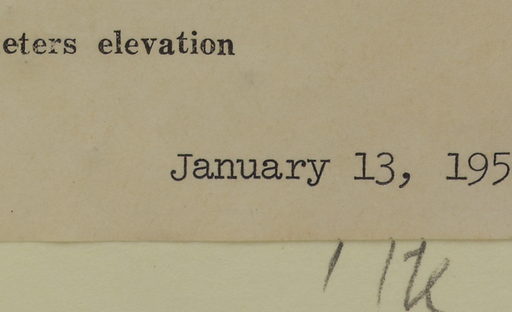 eters elevation
January 13, 195